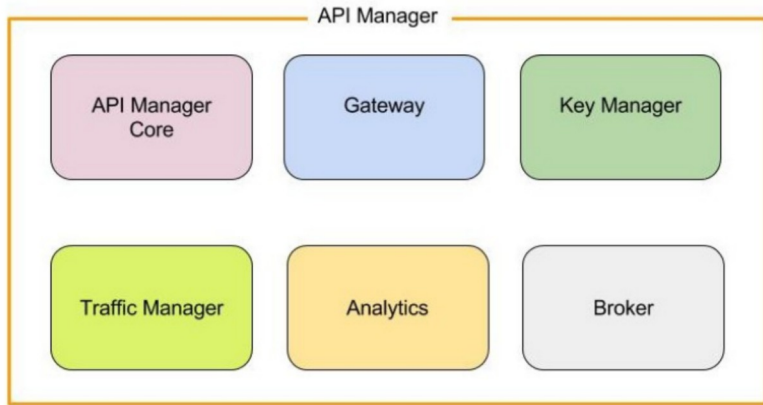 API Manager
API Manager
Core
Gateway
Key Manager
Traffic Manager
Analytics
Broker